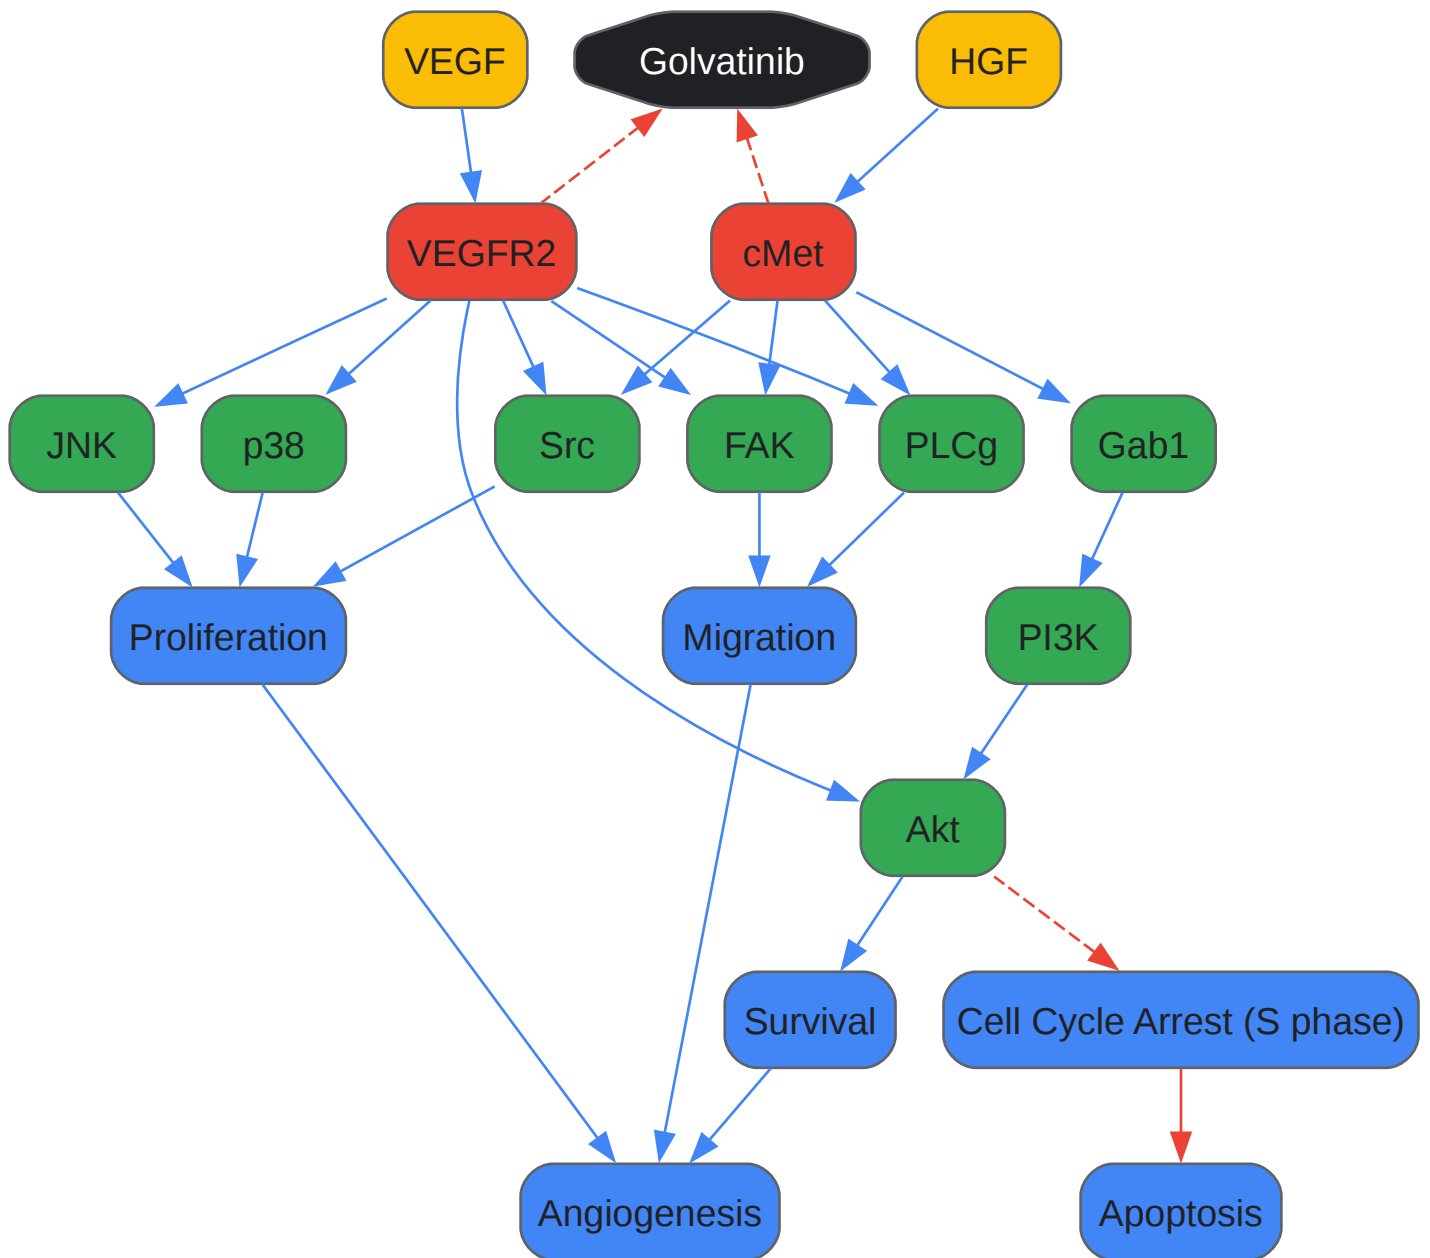 VEGF
Golvatinib
HGF
VEGFR2
cMet
JNK
p38
Src
FAK
PLCg
Gab1
Proliferation
Migration
PI3K
Akt
Survival
Cell Cycle Arrest (S phase)
Angiogenesis
Apoptosis